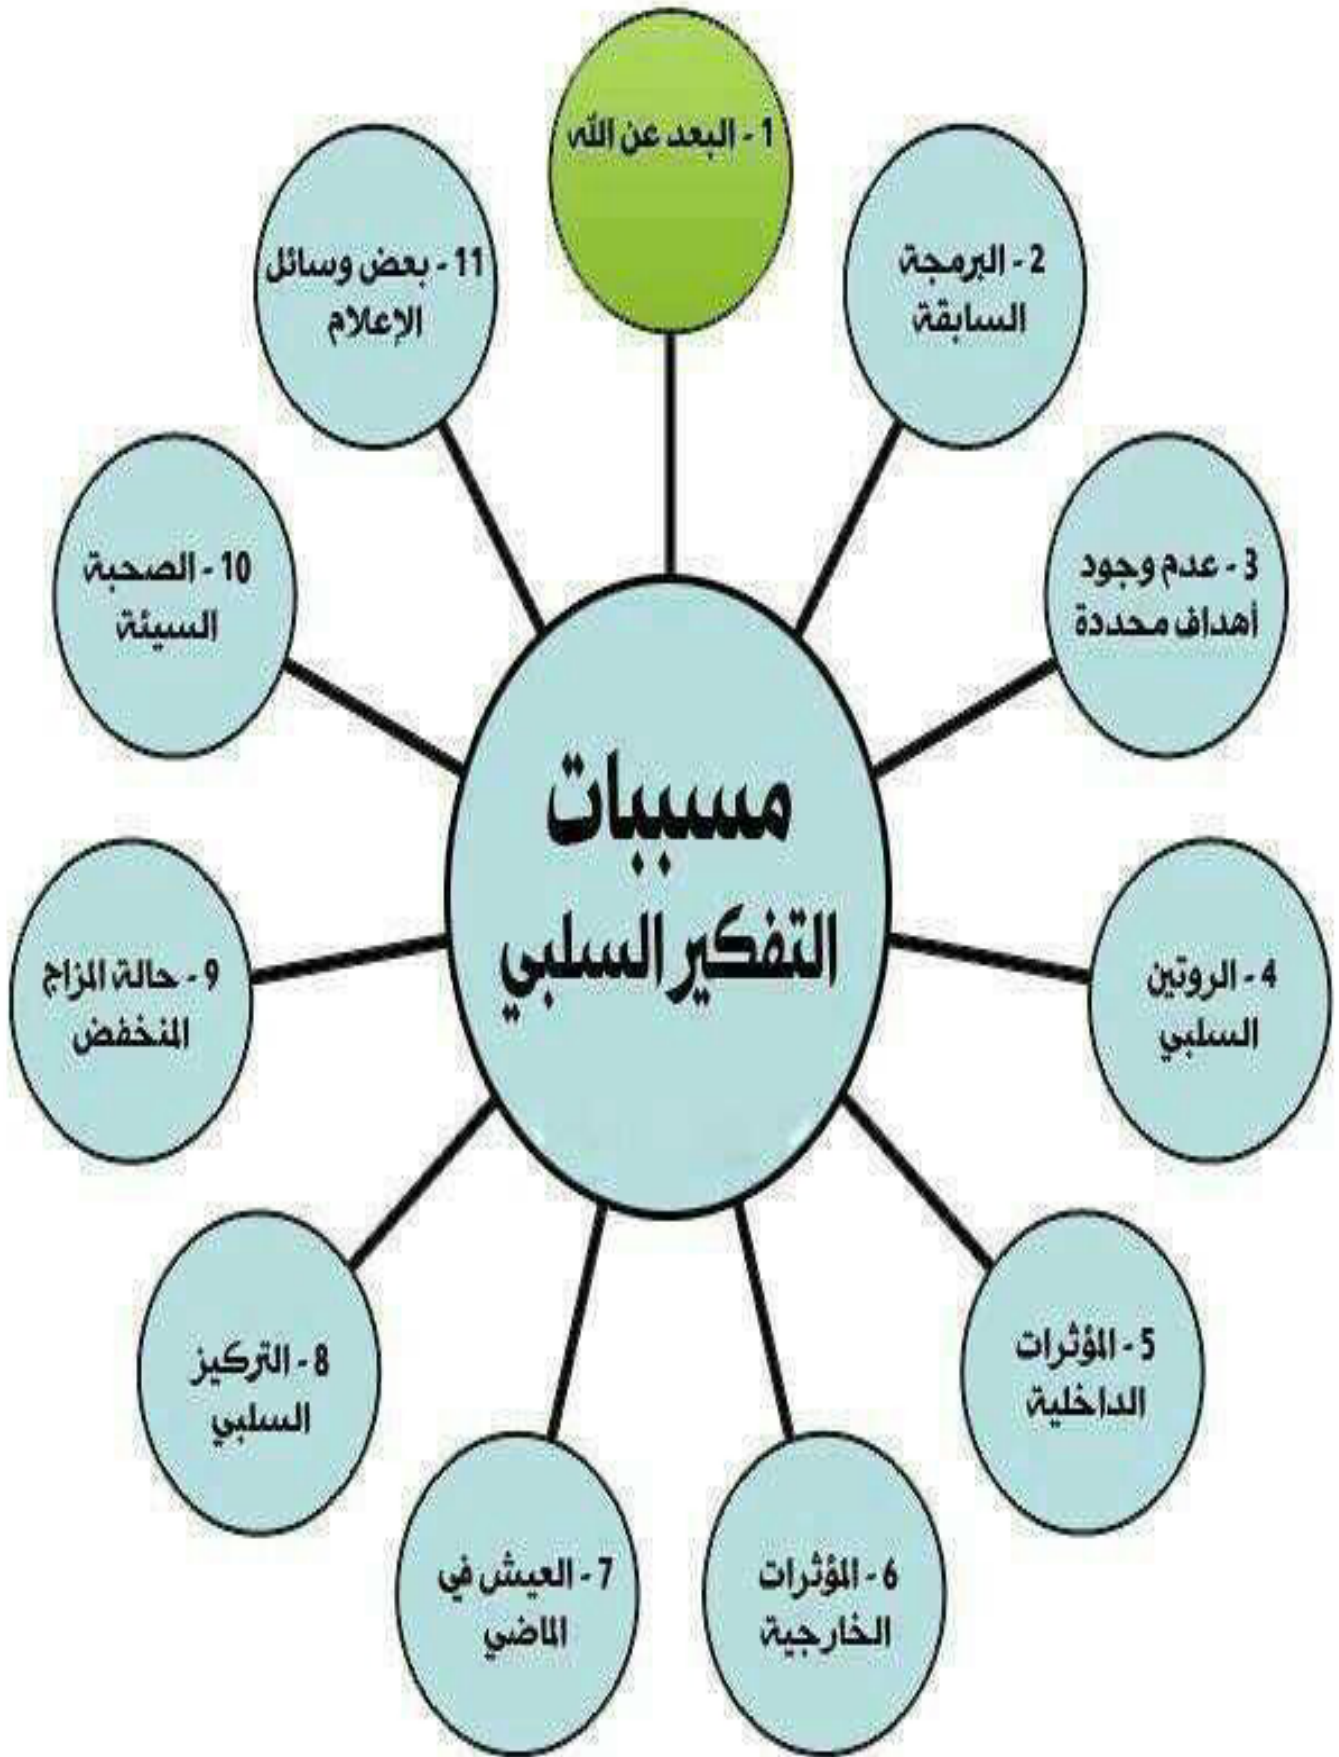 مسببات
التفكير السلبي
1 - البعد عن الله
2 - البرمجة
السابقة
3 - عدم وجود
أهداف محددة
4 - الروتين
السلبي
5 - المؤثرات
الداخلية
6 - المؤثرات
الخارجية
7 - العيش في
الماضي
8 - التركيز
السلبي
9 - حالة المزاج
المنخفض
10 - الصحبة
السيئة
11 - بعض وسائل
الإعلام